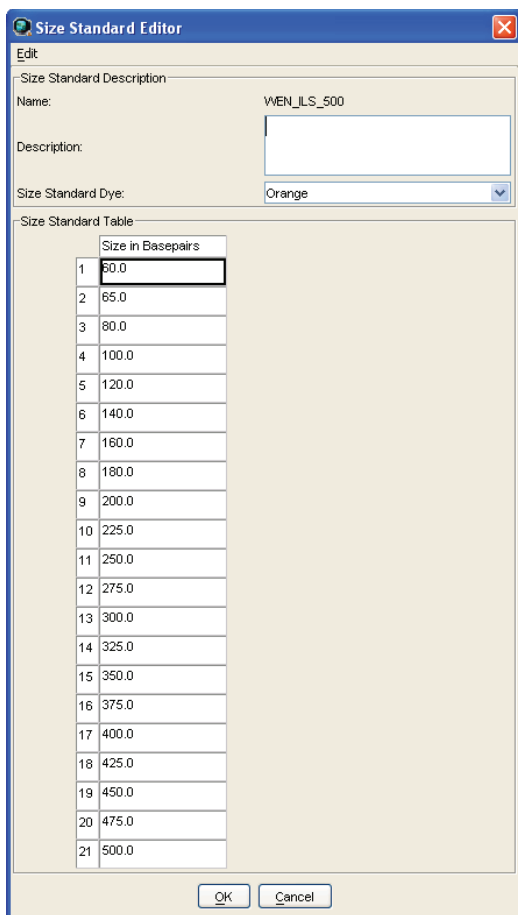 Size Standard Editor
Edit
Size Standard Description
Name: WEN_ILS_500
Description:
Size Standard Dye: Orange
Size Standard Table
Size in Basepairs
1 60.0
2 65.0
3 80.0
4 100.0
5 120.0
6 140.0
7 160.0
8 180.0
9 200.0
10 225.0
11 250.0
12 275.0
13 300.0
14 325.0
15 350.0
16 375.0
17 400.0
18 425.0
19 450.0
20 475.0
21 500.0
OK Cancel